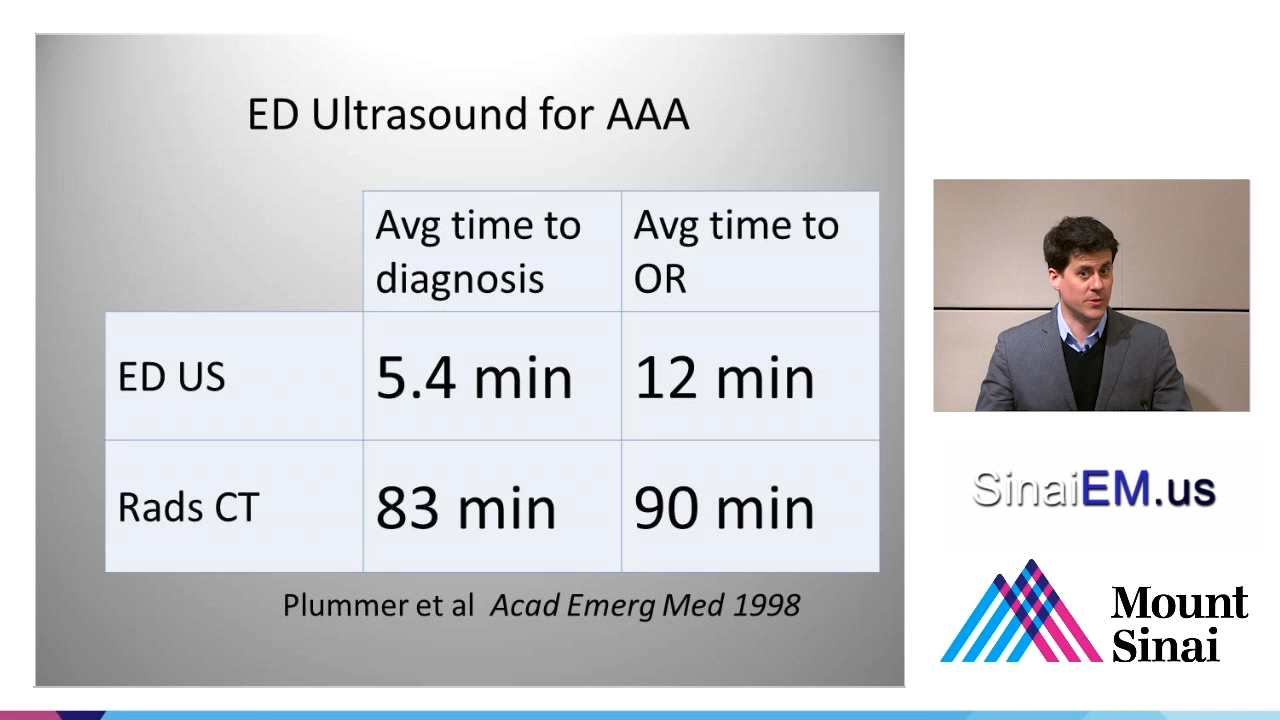 ED Ultrasound for AAA
Avg time to diagnosis
Avg time to OR
ED US
5.4 min
12 min
Rads CT
83 min
90 min
Plummer et al Acad Emerg Med 1998
SinaiEM.us
Mount
Sinai